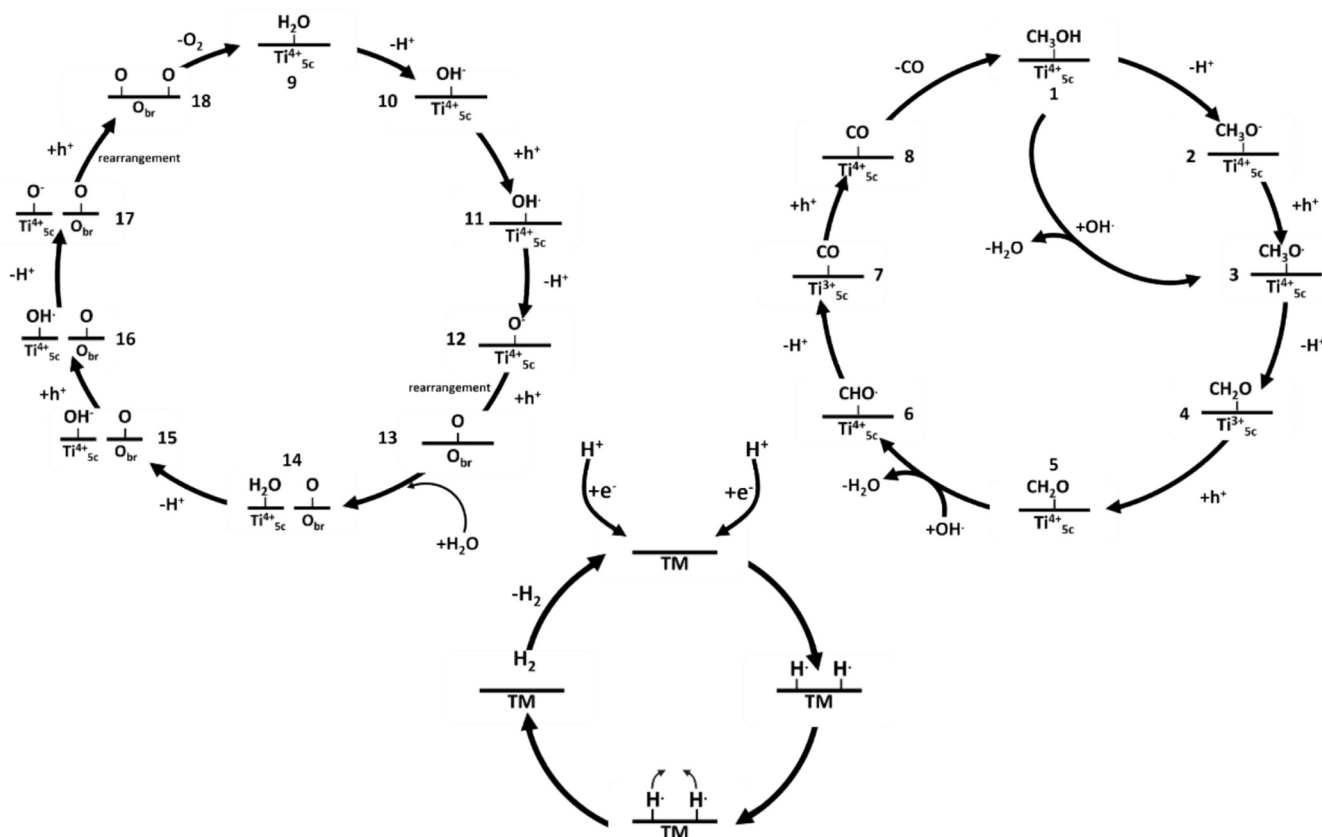 H₂O
Ti⁴⁺5c
9
-H⁺
OH⁻
Ti⁴⁺5c
10
+h⁺
OH·
Ti⁴⁺5c
11
-H⁺
O⁻
Ti⁴⁺5c
12
rearrangement
+h⁺
O
Obr
13
+H₂O
14
H₂O
Ti⁴⁺5c
O
Obr
-H⁺
OH⁻
Ti⁴⁺5c
O
Obr
15
+h⁺
OH·
Ti⁴⁺5c
O
Obr
16
-H⁺
O⁻
Ti⁴⁺5c
O
Obr
17
+h⁺
rearrangement
O
O
Obr
18
-O₂
CH₃OH
Ti⁴⁺5c
1
-H⁺
CH₃O⁻
Ti⁴⁺5c
2
+h⁺
+OH·
-H₂O
CH₃O·
Ti⁴⁺5c
3
-H⁺
CH₂O
Ti³⁺5c
4
+h⁺
5
CH₂O
Ti⁴⁺5c
+OH·
-H₂O
CHO·
Ti⁴⁺5c
6
-H⁺
CO
Ti³⁺5c
7
+h⁺
CO
Ti⁴⁺5c
8
-CO
H⁺
+e⁻
H⁺
+e⁻
TM
H·
H·
TM
H·
H·
TM
H₂
TM
-H₂